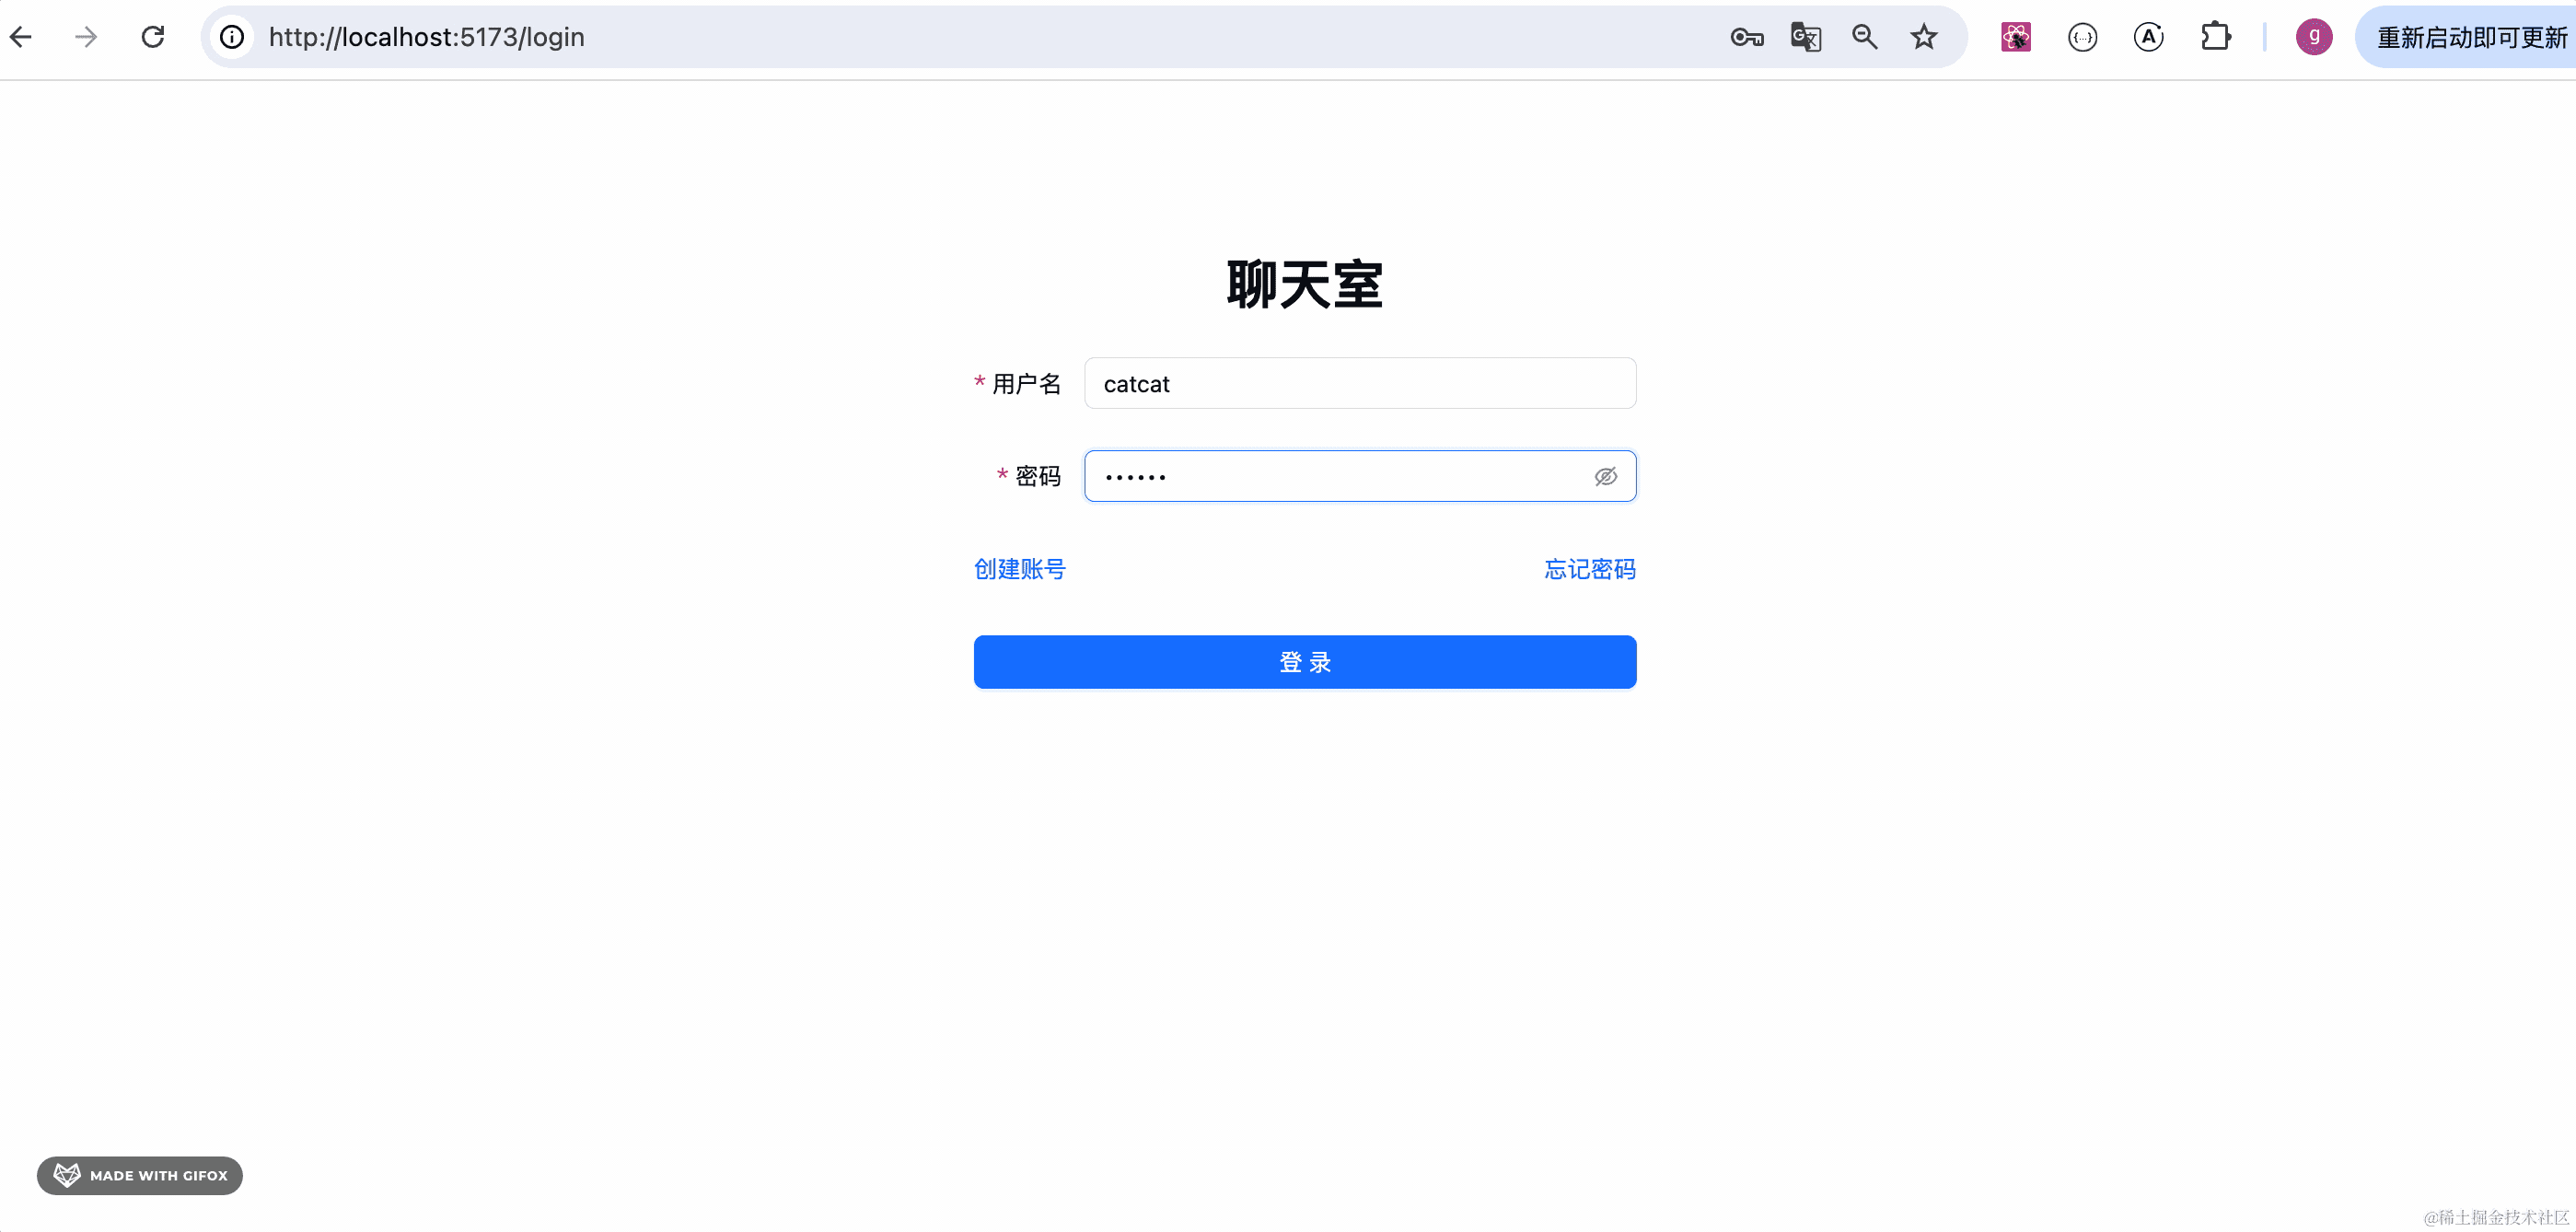 http://localhost:5173/login
g
重新启动即可更新
聊天室
* 用户名
catcat
* 密码
••••••
创建账号
忘记密码
登 录
MADE WITH GIFOX
@稀土掘金技术社区